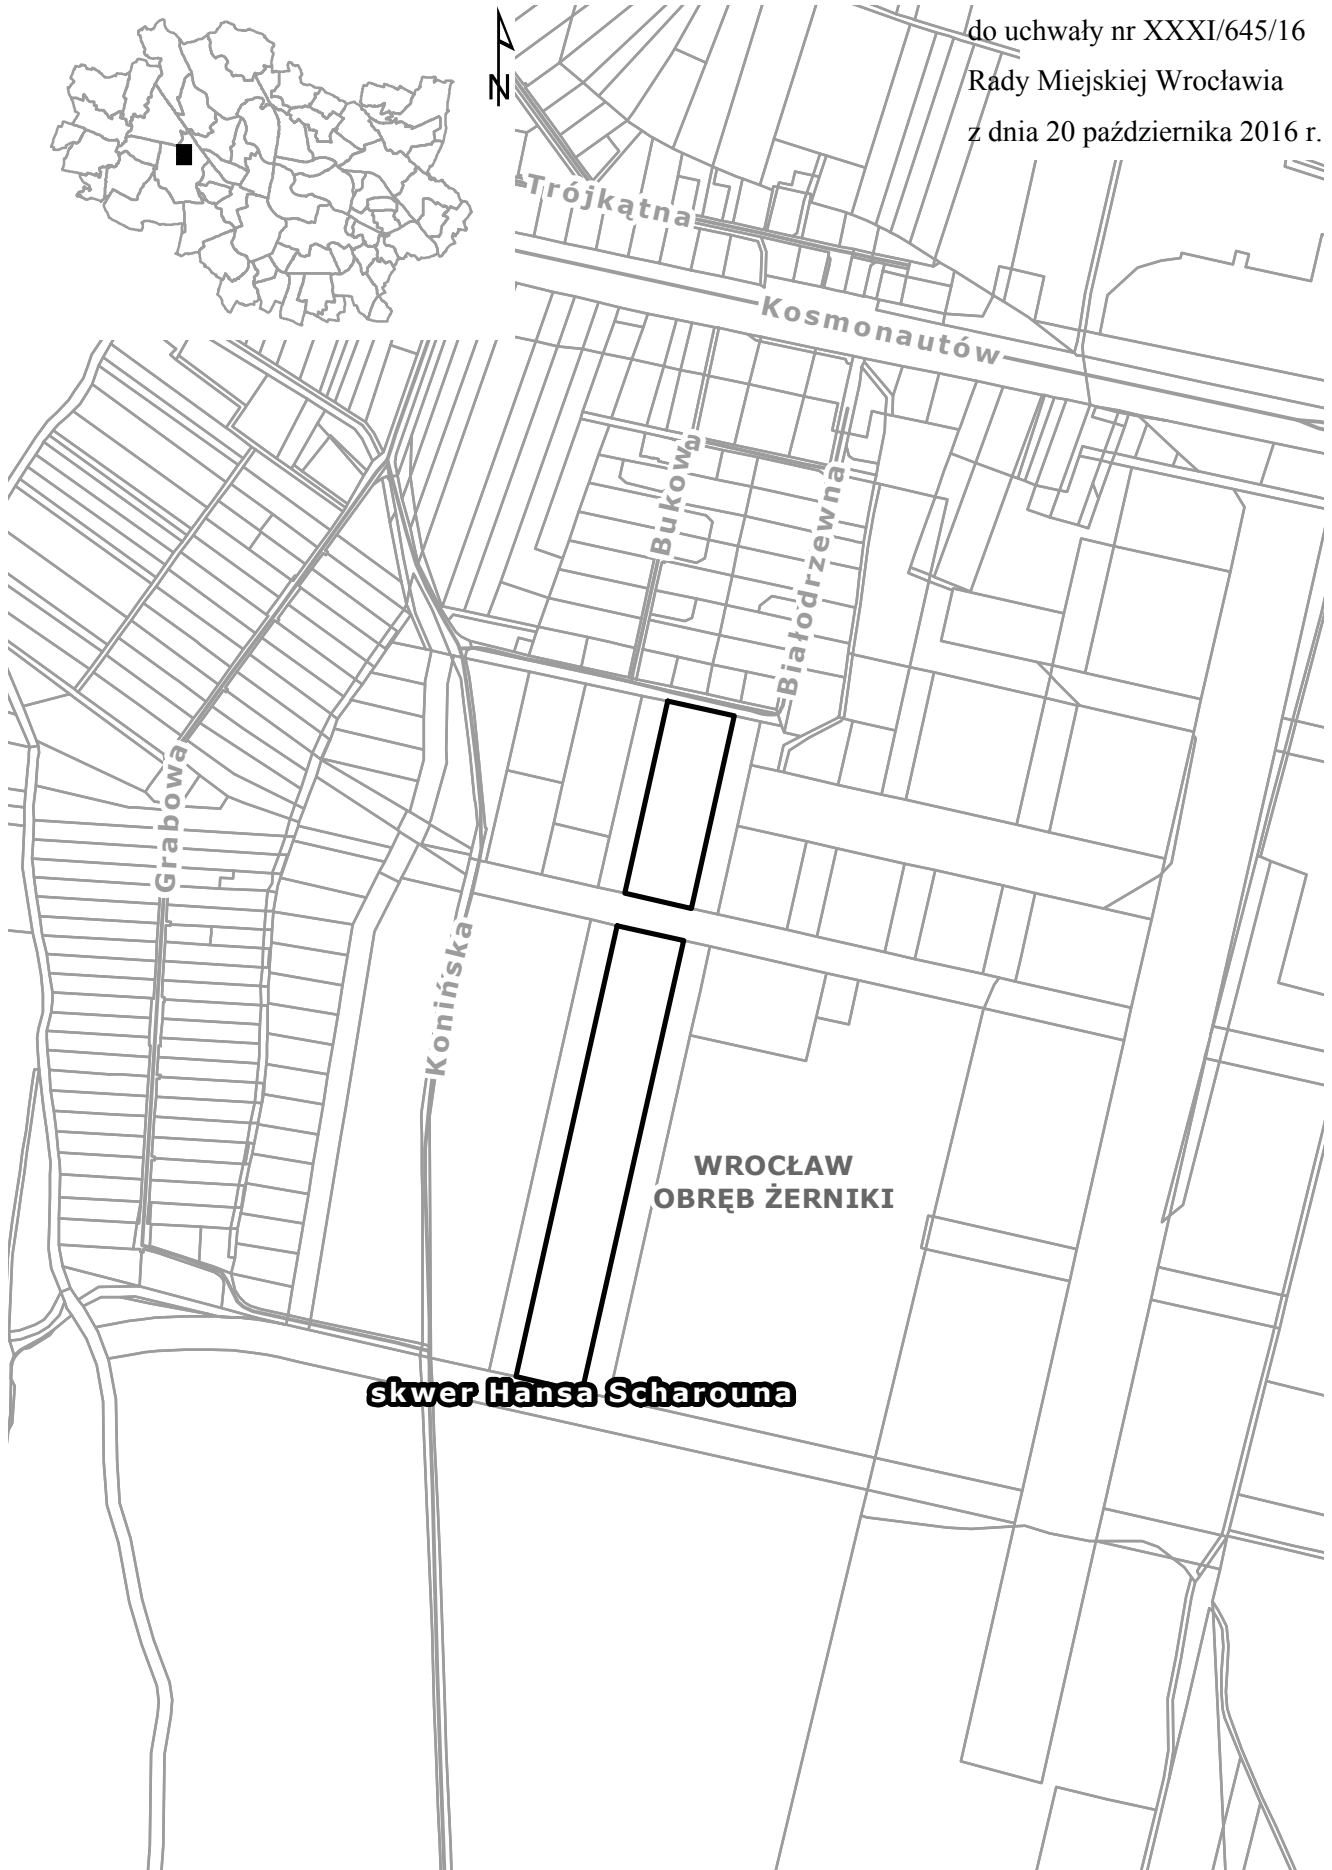 do uchwały nr XXXI/645/16
Rady Miejskiej Wrocławia
z dnia 20 października 2016 r.
N
Trójkątna
Kosmonautów
Bukowa
Białodrzewna
Grabowa
Konińska
WROCŁAW
OBRĘB ŻERNIKI
skwer Hansa Scharouna